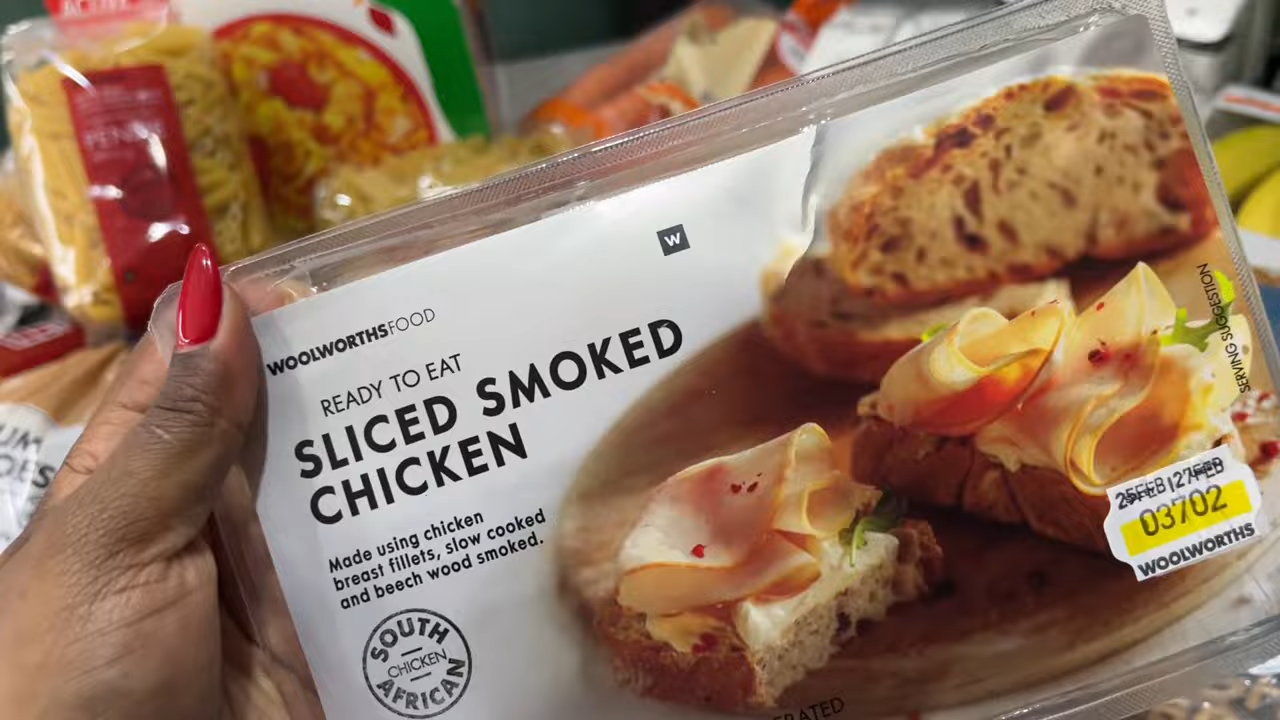 W
WOOLWORTHSFOOD
READY TO EAT
SLICED SMOKED
CHICKEN
Made using chicken
breast fillets, slow cooked
and beech wood smoked.
SOUTH
CHICKEN
AFRICAN
SERVING SUGGESTION
25FEB|27FEB
03702
WOOLWORTHS